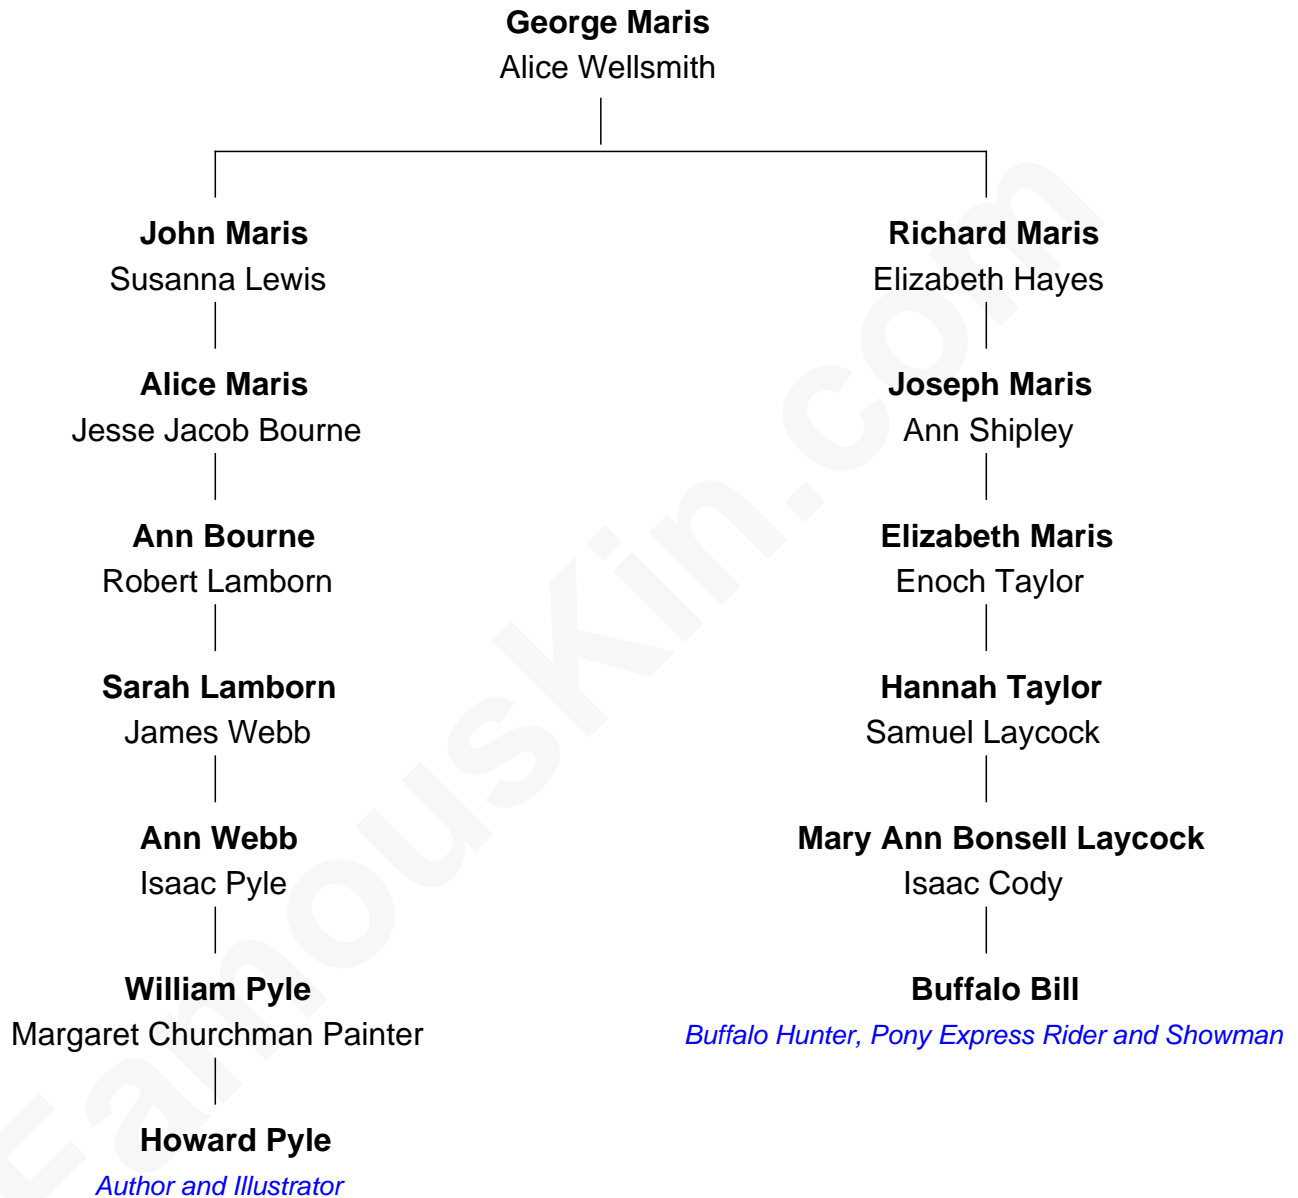 George Maris
Alice Wellsmith
John Maris
Susanna Lewis
Richard Maris
Elizabeth Hayes
Alice Maris
Jesse Jacob Bourne
Joseph Maris
Ann Shipley
Ann Bourne
Robert Lamborn
Elizabeth Maris
Enoch Taylor
Sarah Lamborn
James Webb
Hannah Taylor
Samuel Laycock
Ann Webb
Isaac Pyle
Mary Ann Bonsell Laycock
Isaac Cody
William Pyle
Margaret Churchman Painter
Buffalo Bill
Buffalo Hunter, Pony Express Rider and Showman
Howard Pyle
Author and Illustrator
FamousKin.com